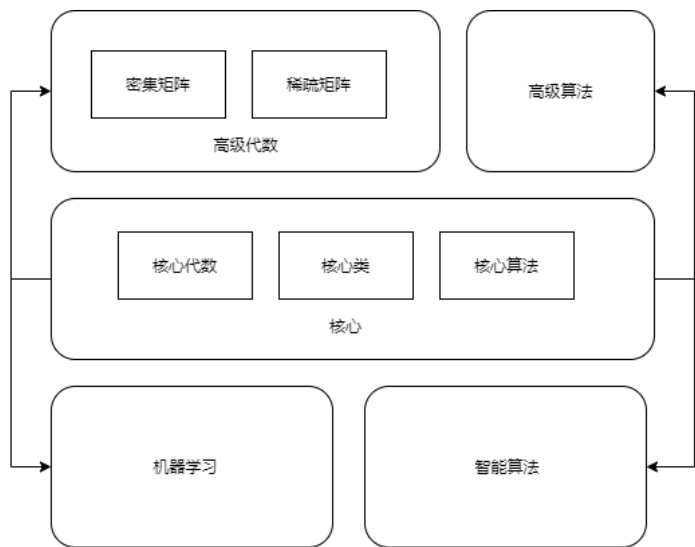 密集矩阵
稀疏矩阵
高级代数
高级算法
核心代数
核心类
核心算法
核心
机器学习
智能算法